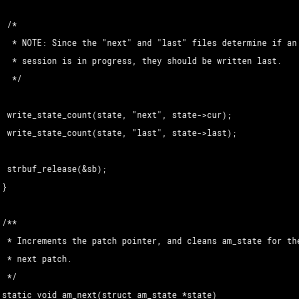 /*
 * NOTE: Since the "next" and "last" files determine if an
 * session is in progress, they should be written last.
 */

write_state_count(state, "next", state->cur);
write_state_count(state, "last", state->last);

strbuf_release(&sb);
}

/**
 * Increments the patch pointer, and cleans am_state for the
 * next patch.
 */
static void am_next(struct am_state *state)